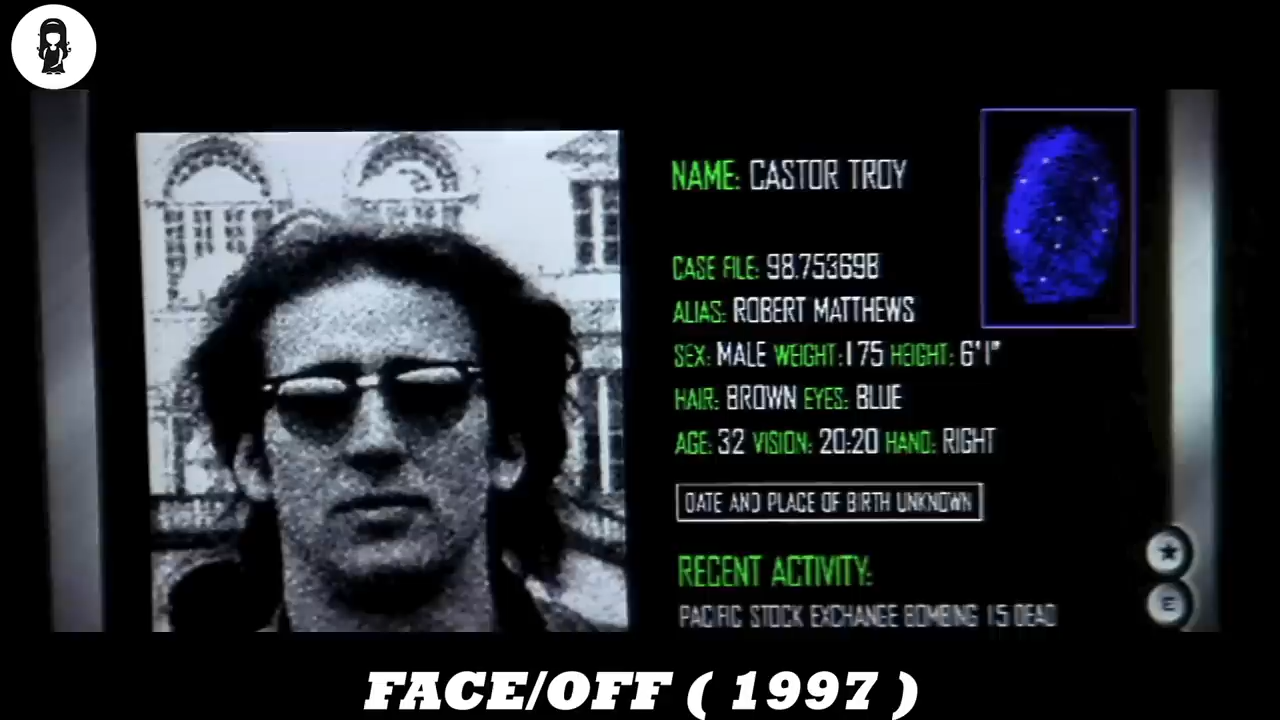 NAME: CASTOR TROY
CASE FILE: 98.753698
ALIAS: ROBERT MATTHEWS
SEX: MALE WEIGHT: 175 HEIGHT: 6'1"
HAIR: BROWN EYES: BLUE
AGE: 32 VISION: 20:20 HAND: RIGHT
DATE AND PLACE OF BIRTH UNKNOWN
RECENT ACTIVITY:
PACIFIC STOCK EXCHANGE BOMBING 15 DEAD
E
FACE/OFF ( 1997 )